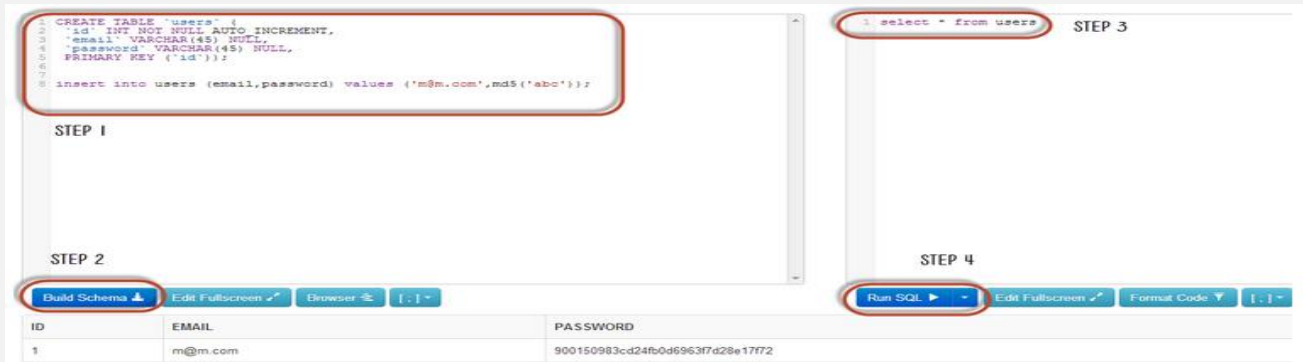 1 CREATE TABLE `users` (
2 `id` INT NOT NULL AUTO_INCREMENT,
3 `email` VARCHAR(45) NULL,
4 `password` VARCHAR(45) NULL,
5 PRIMARY KEY (`id`));
6
7
8 insert into users (email,password) values ('m@m.com',md5('abc'));
STEP 1
STEP 2
Build Schema
Edit Fullscreen
Browser
[ ; ]
1 select * from users
STEP 3
STEP 4
Run SQL
Edit Fullscreen
Format Code
[ ; ]
ID EMAIL PASSWORD
1 m@m.com 900150983cd24fb0d6963f7d28e17f72